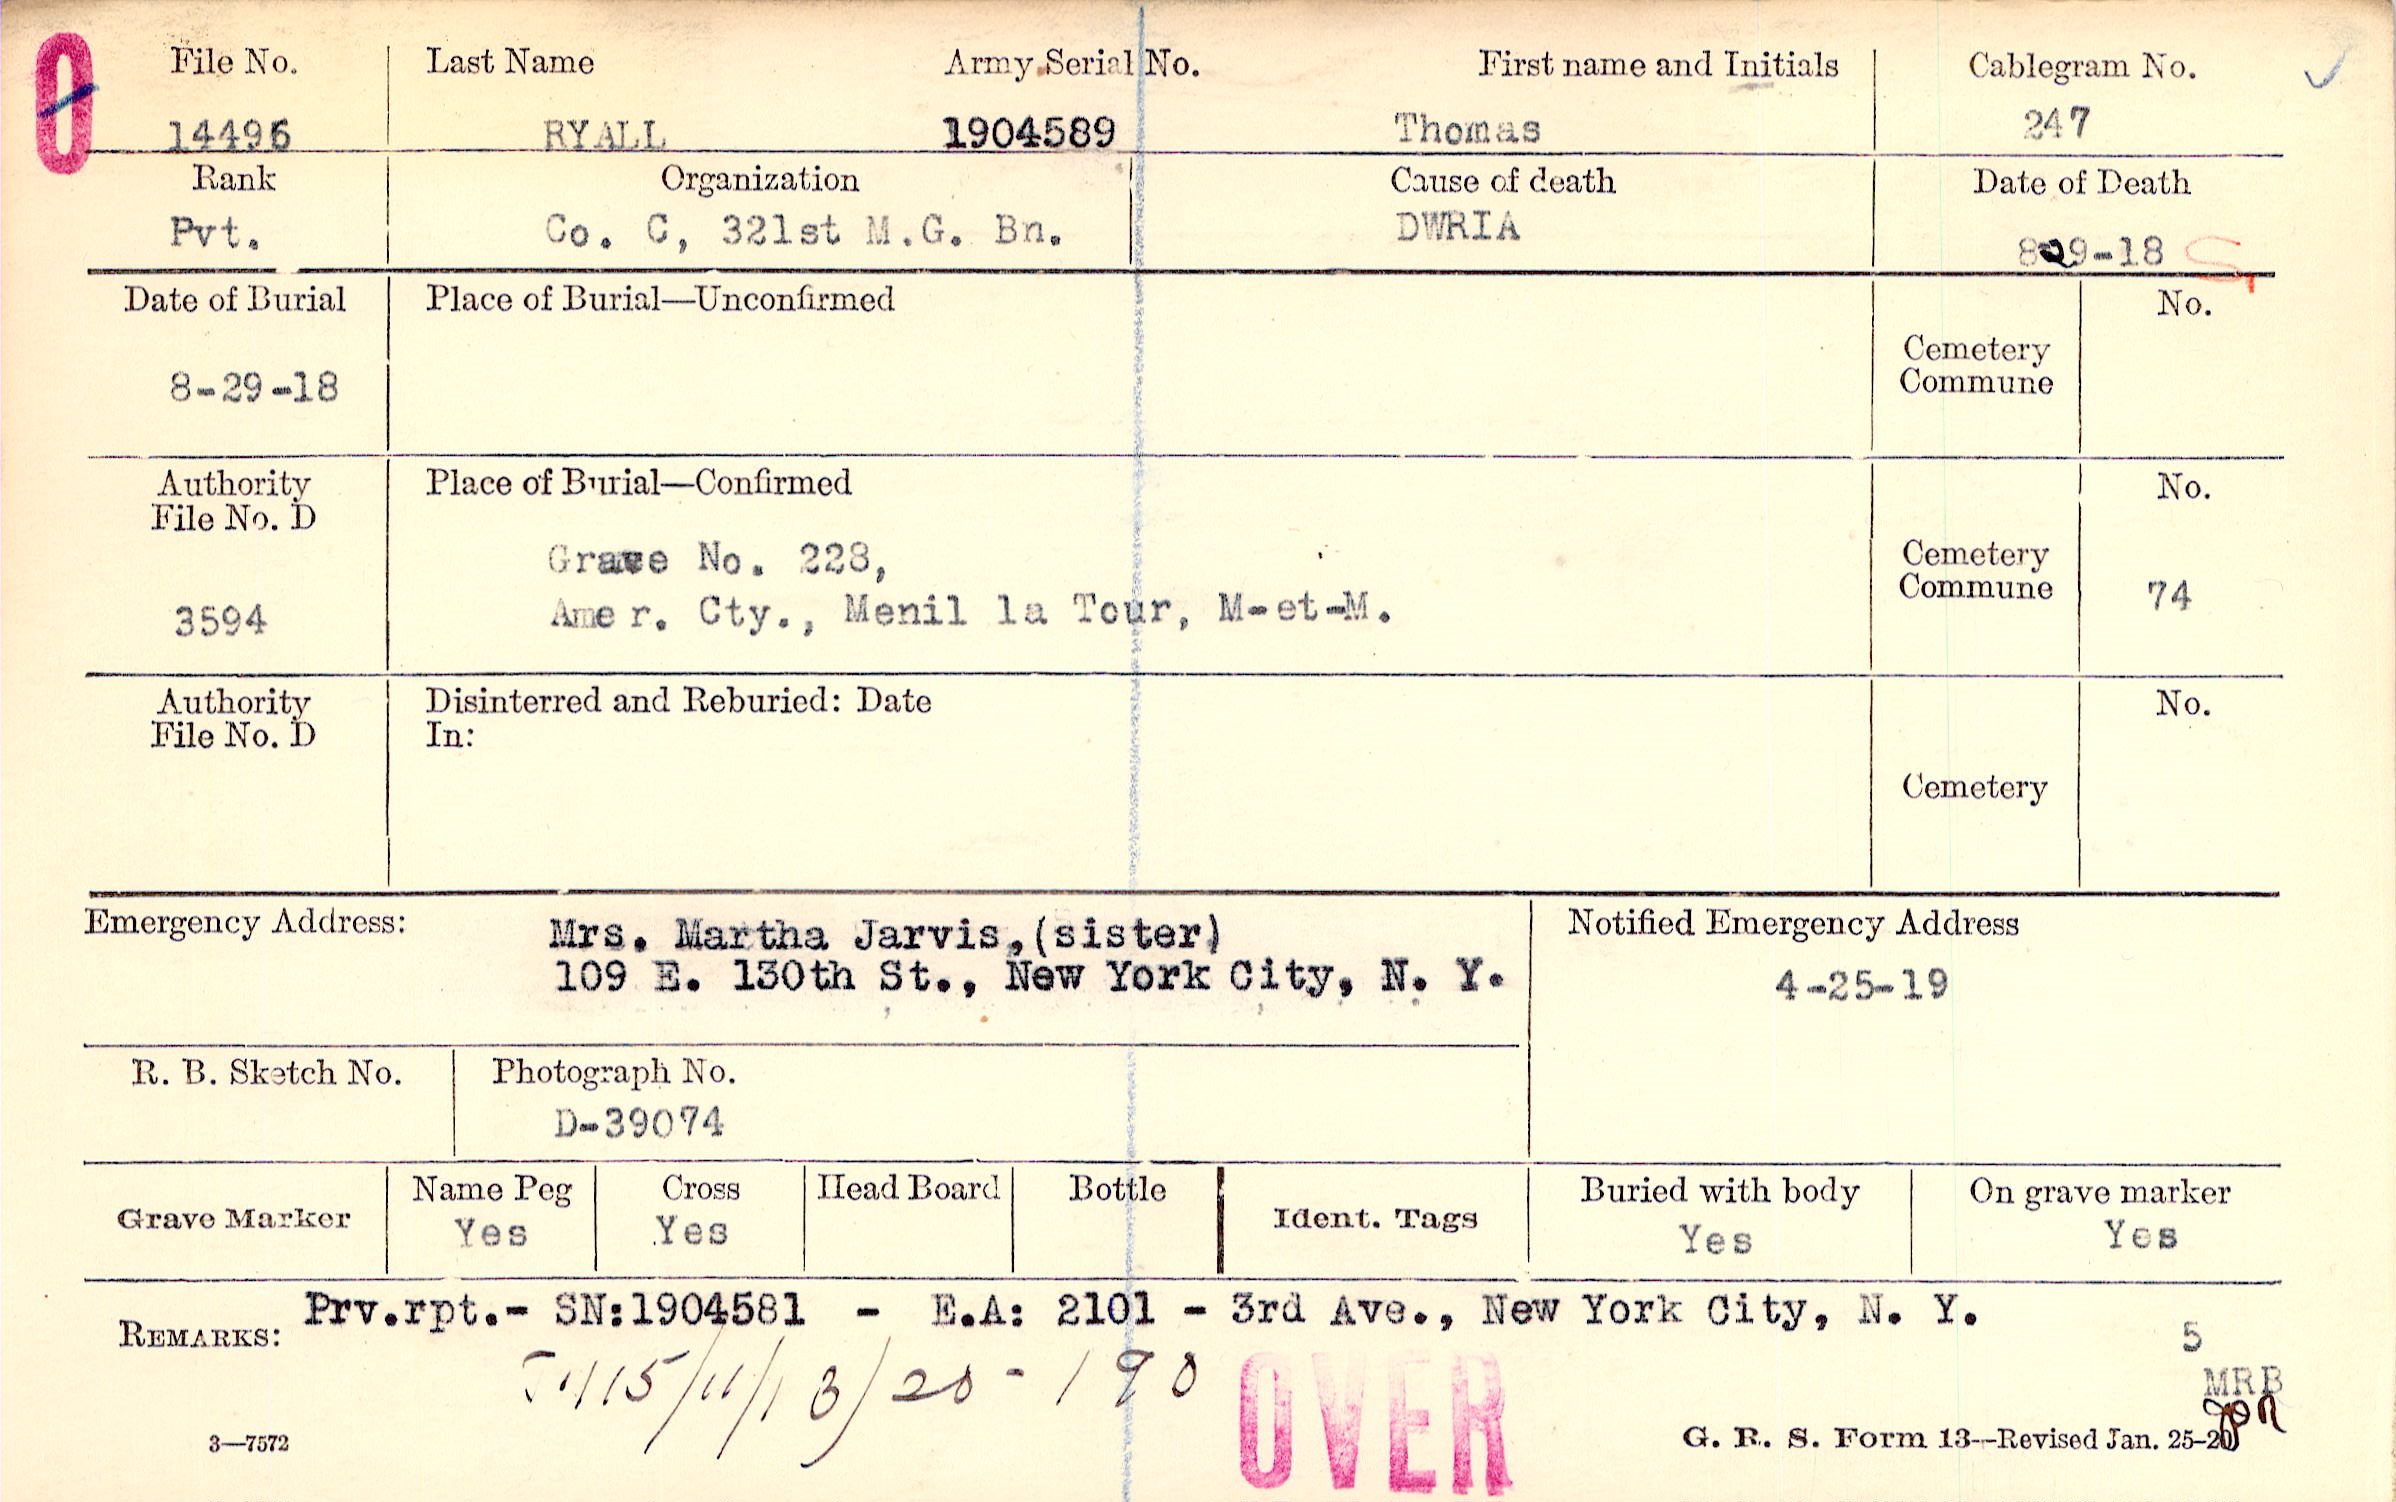 0
File No. Last Name Army Serial No. First name and Initials Cablegram No.
14496 RYALL 1904589 Thomas 247
Rank Organization Cause of death Date of Death
Pvt. Co. C, 321st M.G. Bn. DWRIA 8-29-18
Date of Burial Place of Burial—Unconfirmed No.
Cemetery
Commune
8-29-18
Authority Place of Burial—Confirmed No.
File No. D
Grave No. 228, Cemetery
3594 Amer. Cty., Menil la Tour, M-et-M. Commune 74
Authority Disinterred and Reburied: Date No.
File No. D In:
Cemetery
Emergency Address: Mrs. Martha Jarvis,(sister) Notified Emergency Address
109 E. 130th St., New York City, N. Y. 4-25-19
R. B. Sketch No. Photograph No.
D-39074
Name Peg Cross Head Board Bottle Buried with body On grave marker
Grave Marker Yes Yes Ident. Tags Yes Yes
Prv.rpt.- SN:1904581 - E.A: 2101 - 3rd Ave., New York City, N. Y.
REMARKS: 5
MRB
OVER
3—7572 G. R. S. Form 13—Revised Jan. 25-20